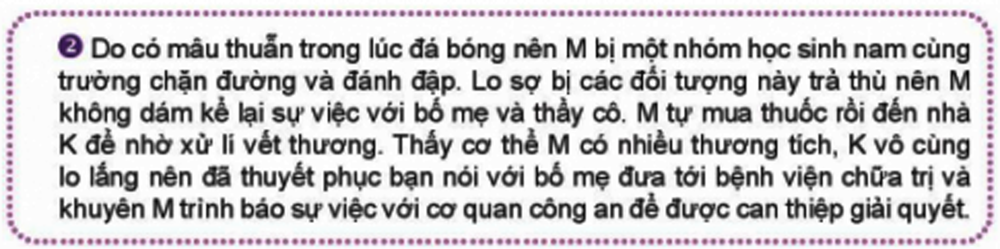 2 Do có mâu thuẫn trong lúc đá bóng nên M bị một nhóm học sinh nam cùng
trường chặn đường và đánh đập. Lo sợ bị các đối tượng này trả thù nên M
không dám kể lại sự việc với bố mẹ và thầy cô. M tự mua thuốc rồi đến nhà
K để nhờ xử lí vết thương. Thấy cơ thể M có nhiều thương tích, K vô cùng
lo lắng nên đã thuyết phục bạn nói với bố mẹ đưa tới bệnh viện chữa trị và
khuyên M trình báo sự việc với cơ quan công an để được can thiệp giải quyết.